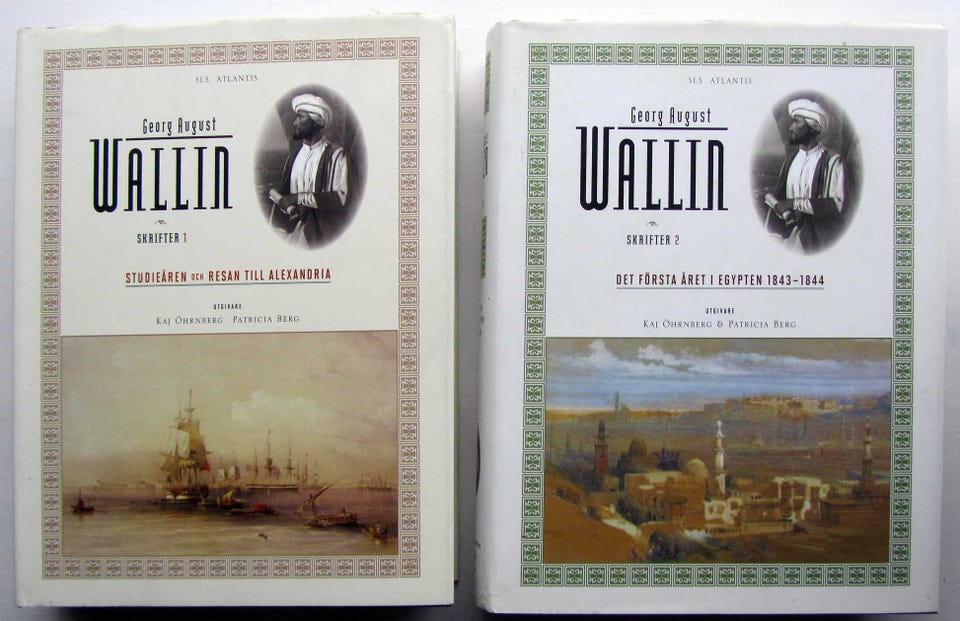 SLS ATLANTIS
Georg August
WALLIN
SKRIFTER 1
STUDIEÅREN OCH RESAN TILL ALEXANDRIA
UTGIVARE
KAJ ÖHRNBERG PATRICIA BERG
SLS ATLANTIS
Georg August
WALLIN
SKRIFTER 2
DET FÖRSTA ÅRET I EGYPTEN 1843–1844
UTGIVARE
KAJ ÖHRNBERG & PATRICIA BERG